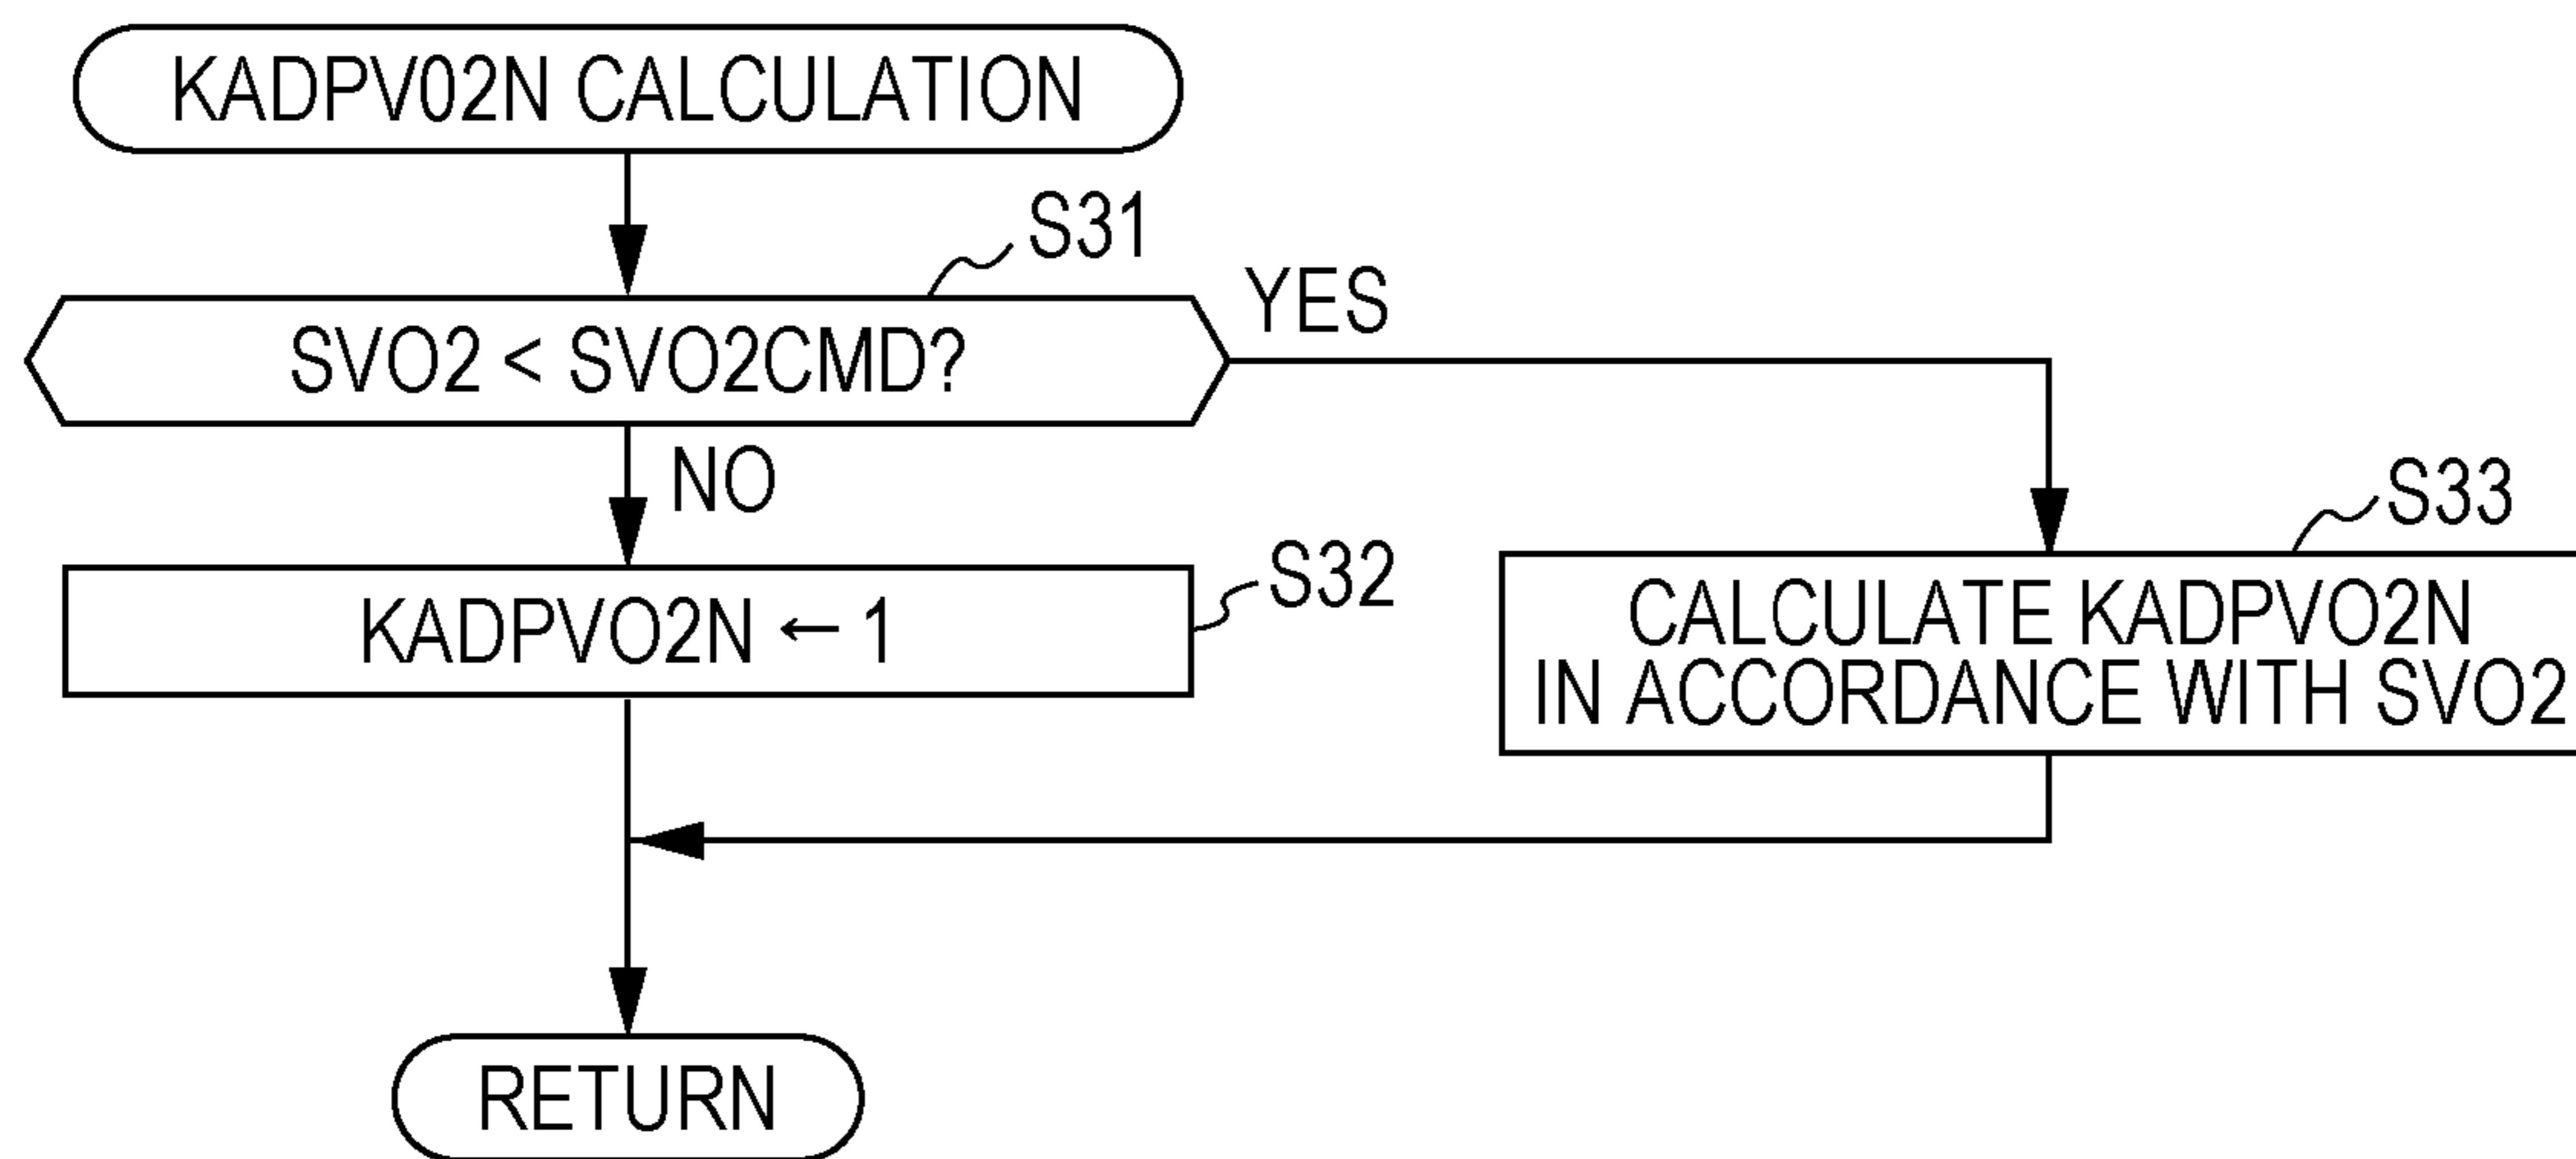 KADPV02N CALCULATION
S31
SVO2 < SVO2CMD?
YES
NO
S32
KADPVO2N ← 1
S33
CALCULATE KADPVO2N
IN ACCORDANCE WITH SVO2
RETURN